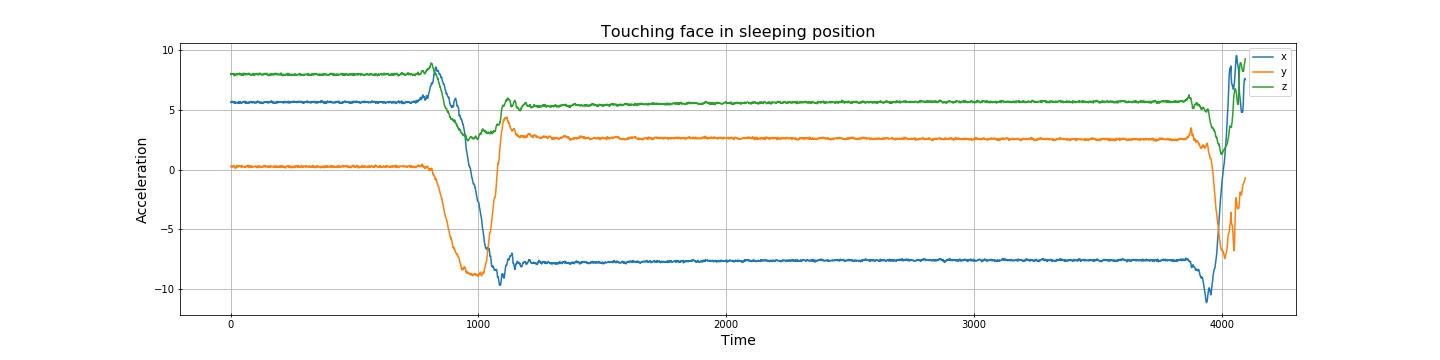 Touching face in sleeping position
Acceleration
10
5
0
−5
−10
x
y
z
0 1000 2000 3000 4000
Time